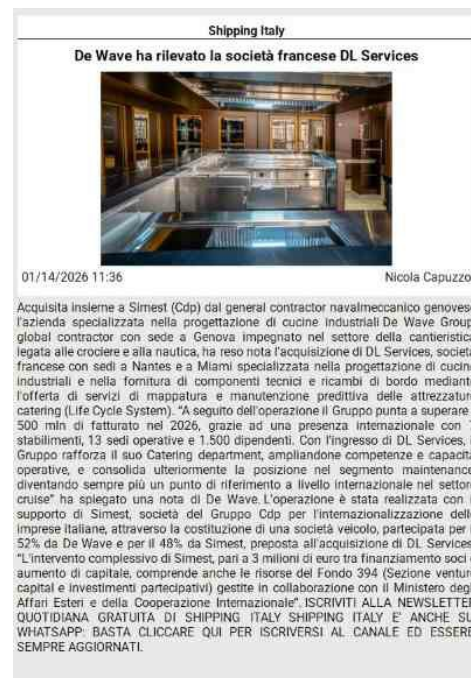 Shipping Italy
De Wave ha rilevato la società francese DL Services
01/14/2026 11:36 Nicola Capuzzo
Acquisita insieme a Simest (Cdp) dal general contractor navalmeccanico genovese
l'azienda specializzata nella progettazione di cucine industriali De Wave Group,
global contractor con sede a Genova impegnato nel settore della cantieristica
legata alle crociere e alla nautica, ha reso nota l'acquisizione di DL Services, società
francese con sedi a Nantes e a Miami specializzata nella progettazione di cucine
industriali e nella fornitura di componenti tecnici e ricambi di bordo mediante
l'offerta di servizi di mappatura e manutenzione predittiva delle attrezzature
catering (Life Cycle System). "A seguito dell'operazione il Gruppo punta a superare i
500 mln di fatturato nel 2026, grazie ad una presenza internazionale con
stabilimenti, 13 sedi operative e 1.500 dipendenti. Con l'ingresso di DL Services, i
Gruppo rafforza il suo Catering department, ampliandone competenze e capacità
operative, e consolida ulteriormente la posizione nel segmento maintenance,
diventando sempre più un punto di riferimento a livello internazionale nel settore
cruise" ha spiegato una nota di De Wave. L'operazione è stata realizzata con i
supporto di Simest, società del Gruppo Cdp per l'internazionalizzazione delle
imprese italiane, attraverso la costituzione di una società veicolo, partecipata per i
52% da De Wave e per il 48% da Simest, preposta all'acquisizione di DL Services.
"L'intervento complessivo di Simest, pari a 3 milioni di euro tra finanziamento soci e
aumento di capitale, comprende anche le risorse del Fondo 394 (Sezione venture
capital e investimenti partecipativi) gestite in collaborazione con il Ministero degli
Affari Esteri e della Cooperazione Internazionale". ISCRIVITI ALLA NEWSLETTER
QUOTIDIANA GRATUITA DI SHIPPING ITALY SHIPPING ITALY E' ANCHE SU
WHATSAPP: BASTA CLICCARE QUI PER ISCRIVERSI AL CANALE ED ESSERE
SEMPRE AGGIORNATI.